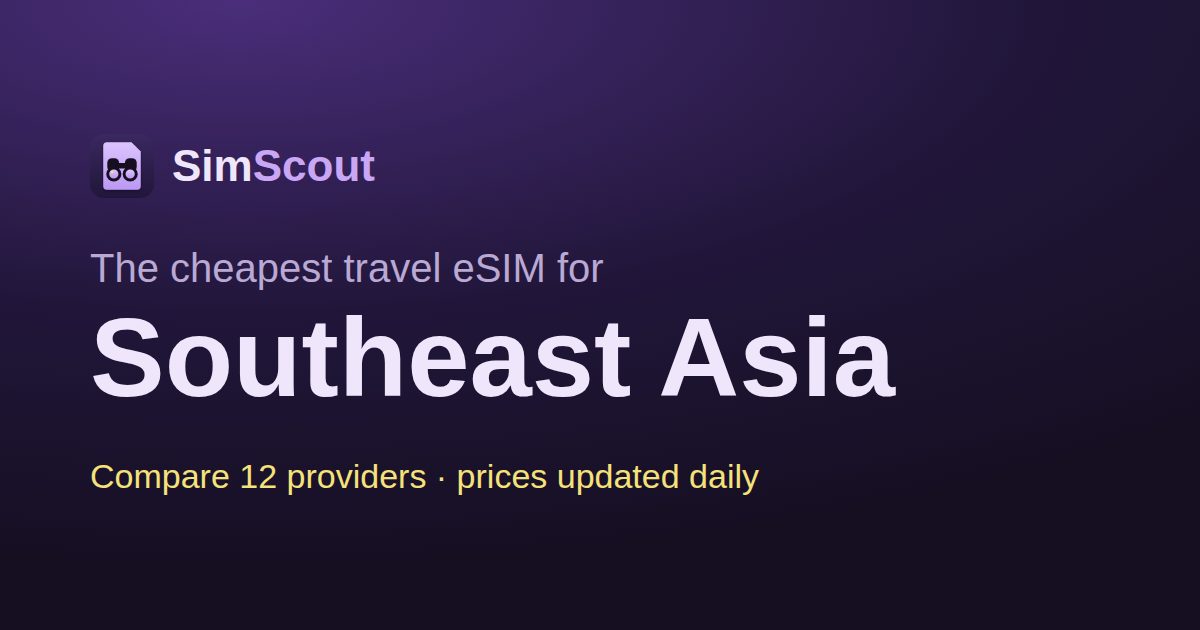 SimScout
The cheapest travel eSIM for
Southeast Asia
Compare 12 providers · prices updated daily